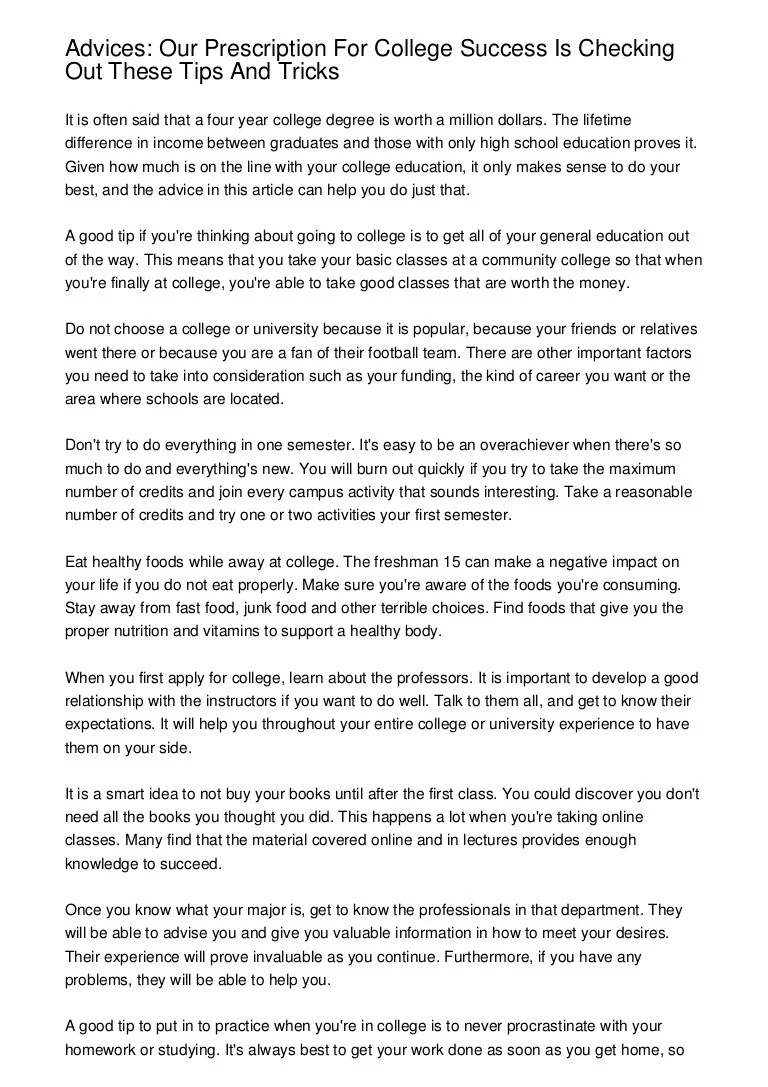 Advices: Our Prescription For College Success Is Checking
Out These Tips And Tricks
It is often said that a four year college degree is worth a million dollars. The lifetime
difference in income between graduates and those with only high school education proves it.
Given how much is on the line with your college education, it only makes sense to do your
best, and the advice in this article can help you do just that.
A good tip if you're thinking about going to college is to get all of your general education out
of the way. This means that you take your basic classes at a community college so that when
you're finally at college, you're able to take good classes that are worth the money.
Do not choose a college or university because it is popular, because your friends or relatives
went there or because you are a fan of their football team. There are other important factors
you need to take into consideration such as your funding, the kind of career you want or the
area where schools are located.
Don't try to do everything in one semester. It's easy to be an overachiever when there's so
much to do and everything's new. You will burn out quickly if you try to take the maximum
number of credits and join every campus activity that sounds interesting. Take a reasonable
number of credits and try one or two activities your first semester.
Eat healthy foods while away at college. The freshman 15 can make a negative impact on
your life if you do not eat properly. Make sure you're aware of the foods you're consuming.
Stay away from fast food, junk food and other terrible choices. Find foods that give you the
proper nutrition and vitamins to support a healthy body.
When you first apply for college, learn about the professors. It is important to develop a good
relationship with the instructors if you want to do well. Talk to them all, and get to know their
expectations. It will help you throughout your entire college or university experience to have
them on your side.
It is a smart idea to not buy your books until after the first class. You could discover you don't
need all the books you thought you did. This happens a lot when you're taking online
classes. Many find that the material covered online and in lectures provides enough
knowledge to succeed.
Once you know what your major is, get to know the professionals in that department. They
will be able to advise you and give you valuable information in how to meet your desires.
Their experience will prove invaluable as you continue. Furthermore, if you have any
problems, they will be able to help you.
A good tip to put in to practice when you're in college is to never procrastinate with your
homework or studying. It's always best to get your work done as soon as you get home, so